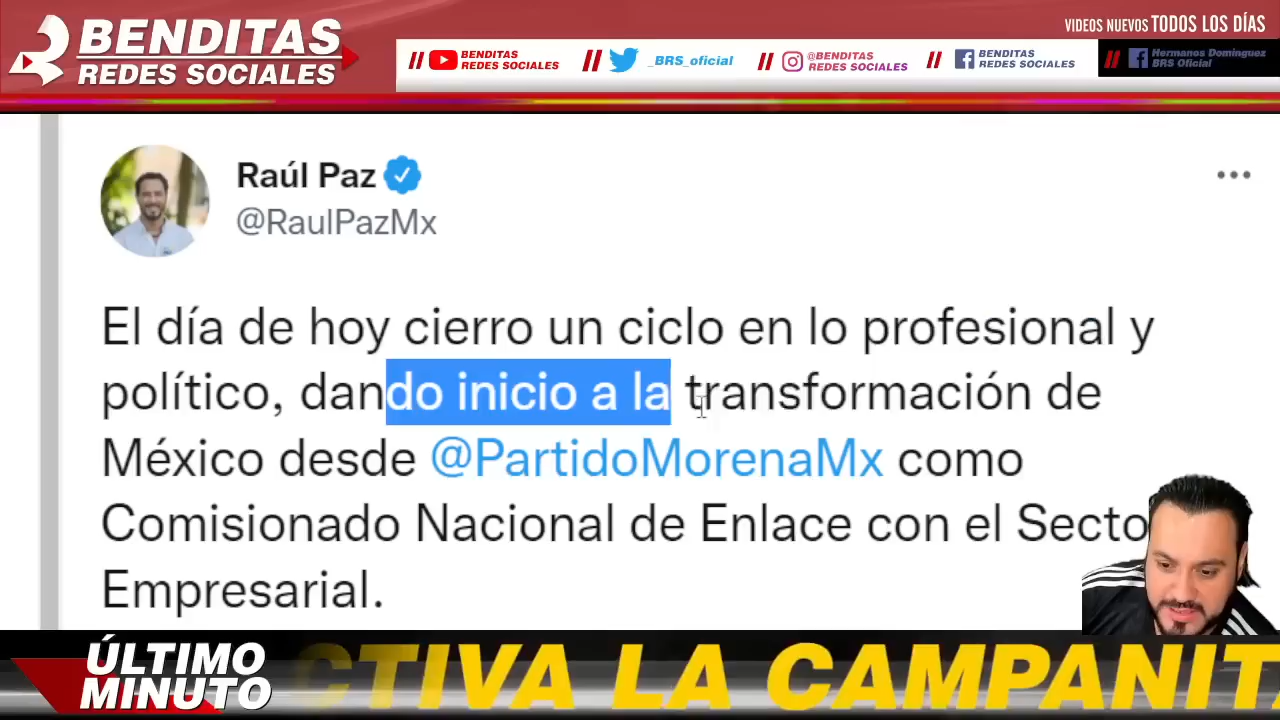 BENDITAS
REDES SOCIALES
VIDEOS NUEVOS TODOS LOS DÍAS
// BENDITAS
REDES SOCIALES
// _BRS_oficial
// @BENDITAS
REDES SOCIALES
// BENDITAS
REDES SOCIALES
// Hermanos Domínguez
BRS Oficial
Raúl Paz
@RaulPazMx
El día de hoy cierro un ciclo en lo profesional y
político, dando inicio a la transformación de
México desde @PartidoMorenaMx como
Comisionado Nacional de Enlace con el Secto
Empresarial.
ÚLTIMO
MINUTO
CTIVA LA CAMPANIT